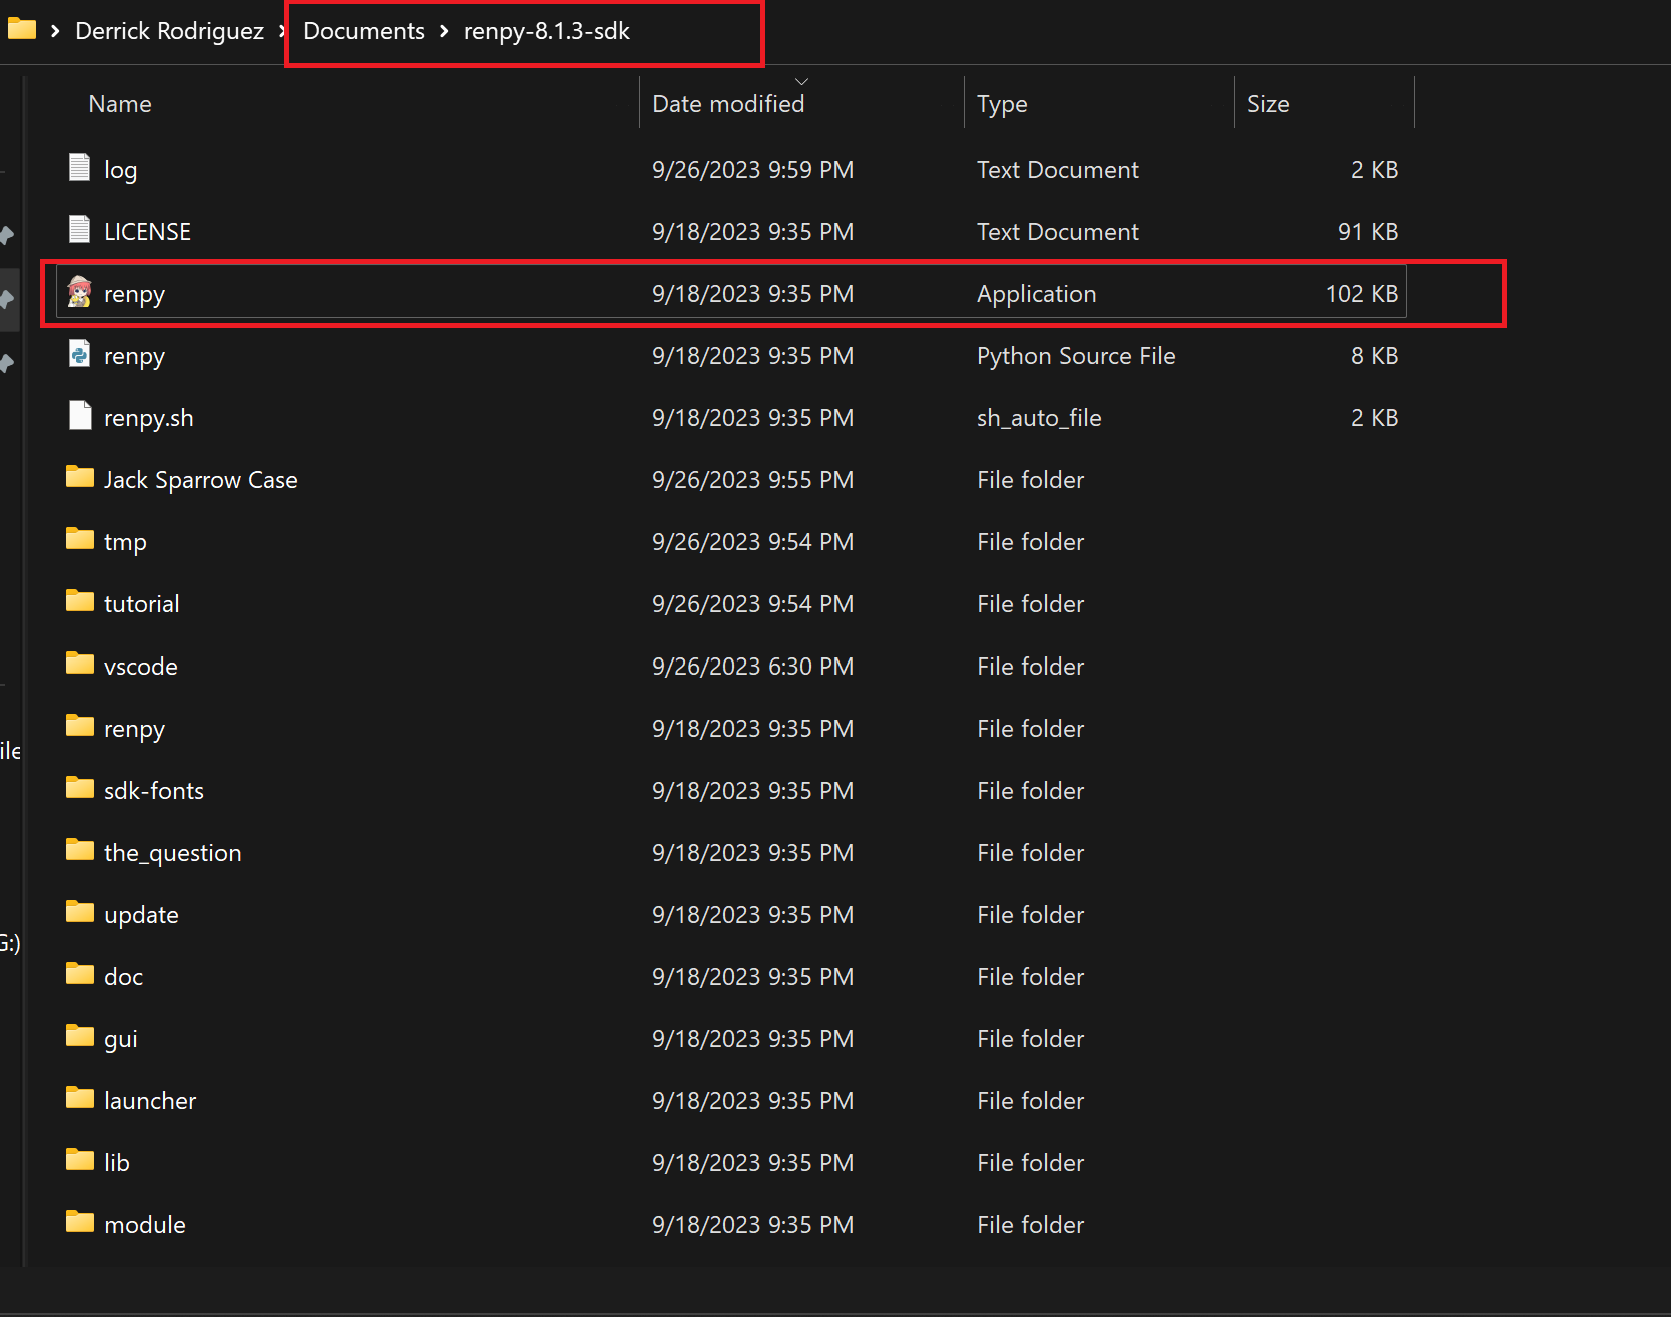 Derrick Rodriguez > Documents > renpy-8.1.3-sdk
Name Date modified Type Size
log 9/26/2023 9:59 PM Text Document 2 KB
LICENSE 9/18/2023 9:35 PM Text Document 91 KB
renpy 9/18/2023 9:35 PM Application 102 KB
renpy 9/18/2023 9:35 PM Python Source File 8 KB
renpy.sh 9/18/2023 9:35 PM sh_auto_file 2 KB
Jack Sparrow Case 9/26/2023 9:55 PM File folder
tmp 9/26/2023 9:54 PM File folder
tutorial 9/26/2023 9:54 PM File folder
vscode 9/26/2023 6:30 PM File folder
renpy 9/18/2023 9:35 PM File folder
ile
sdk-fonts 9/18/2023 9:35 PM File folder
the_question 9/18/2023 9:35 PM File folder
update 9/18/2023 9:35 PM File folder
G:)
doc 9/18/2023 9:35 PM File folder
gui 9/18/2023 9:35 PM File folder
launcher 9/18/2023 9:35 PM File folder
lib 9/18/2023 9:35 PM File folder
module 9/18/2023 9:35 PM File folder